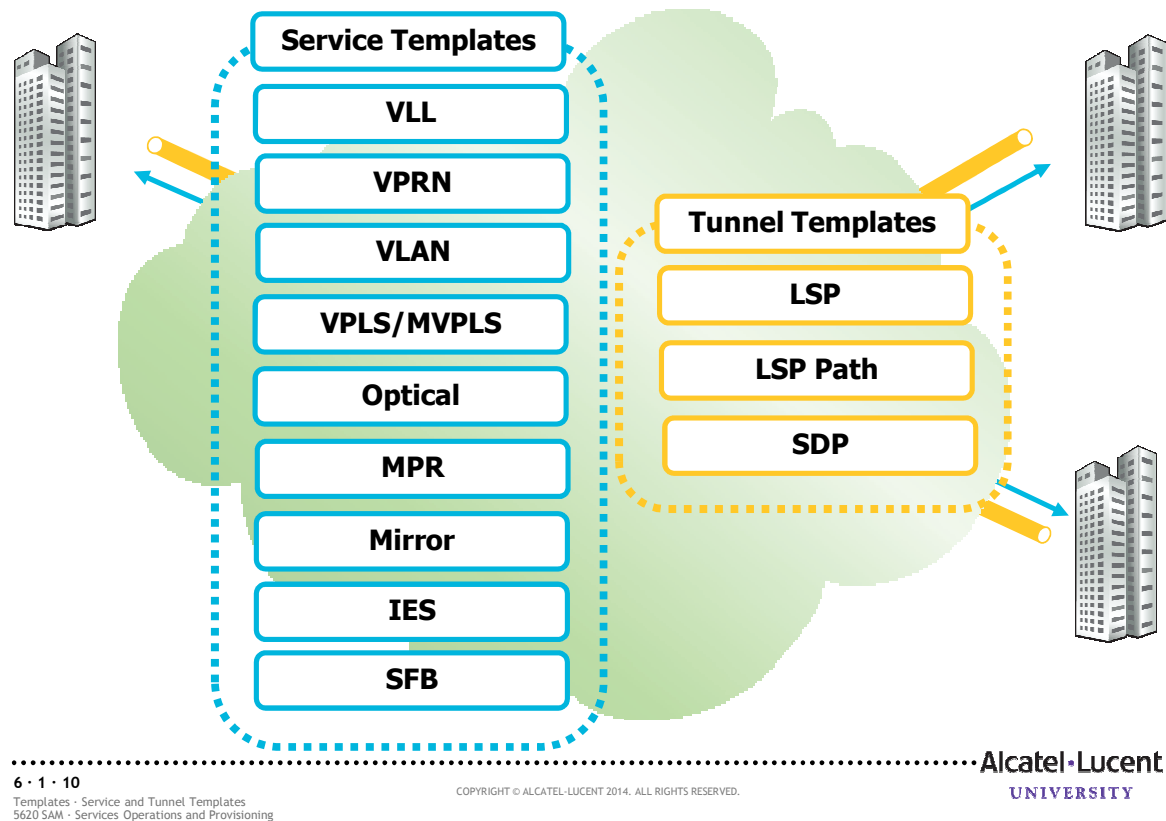 Service Templates
VLL
VPRN
VLAN
VPLS/MVPLS
Optical
MPR
Mirror
IES
SFB
Tunnel Templates
LSP
LSP Path
SDP
6 · 1 · 10
Templates · Service and Tunnel Templates
5620 SAM · Services Operations and Provisioning
COPYRIGHT © ALCATEL-LUCENT 2014. ALL RIGHTS RESERVED.
Alcatel·Lucent
UNIVERSITY